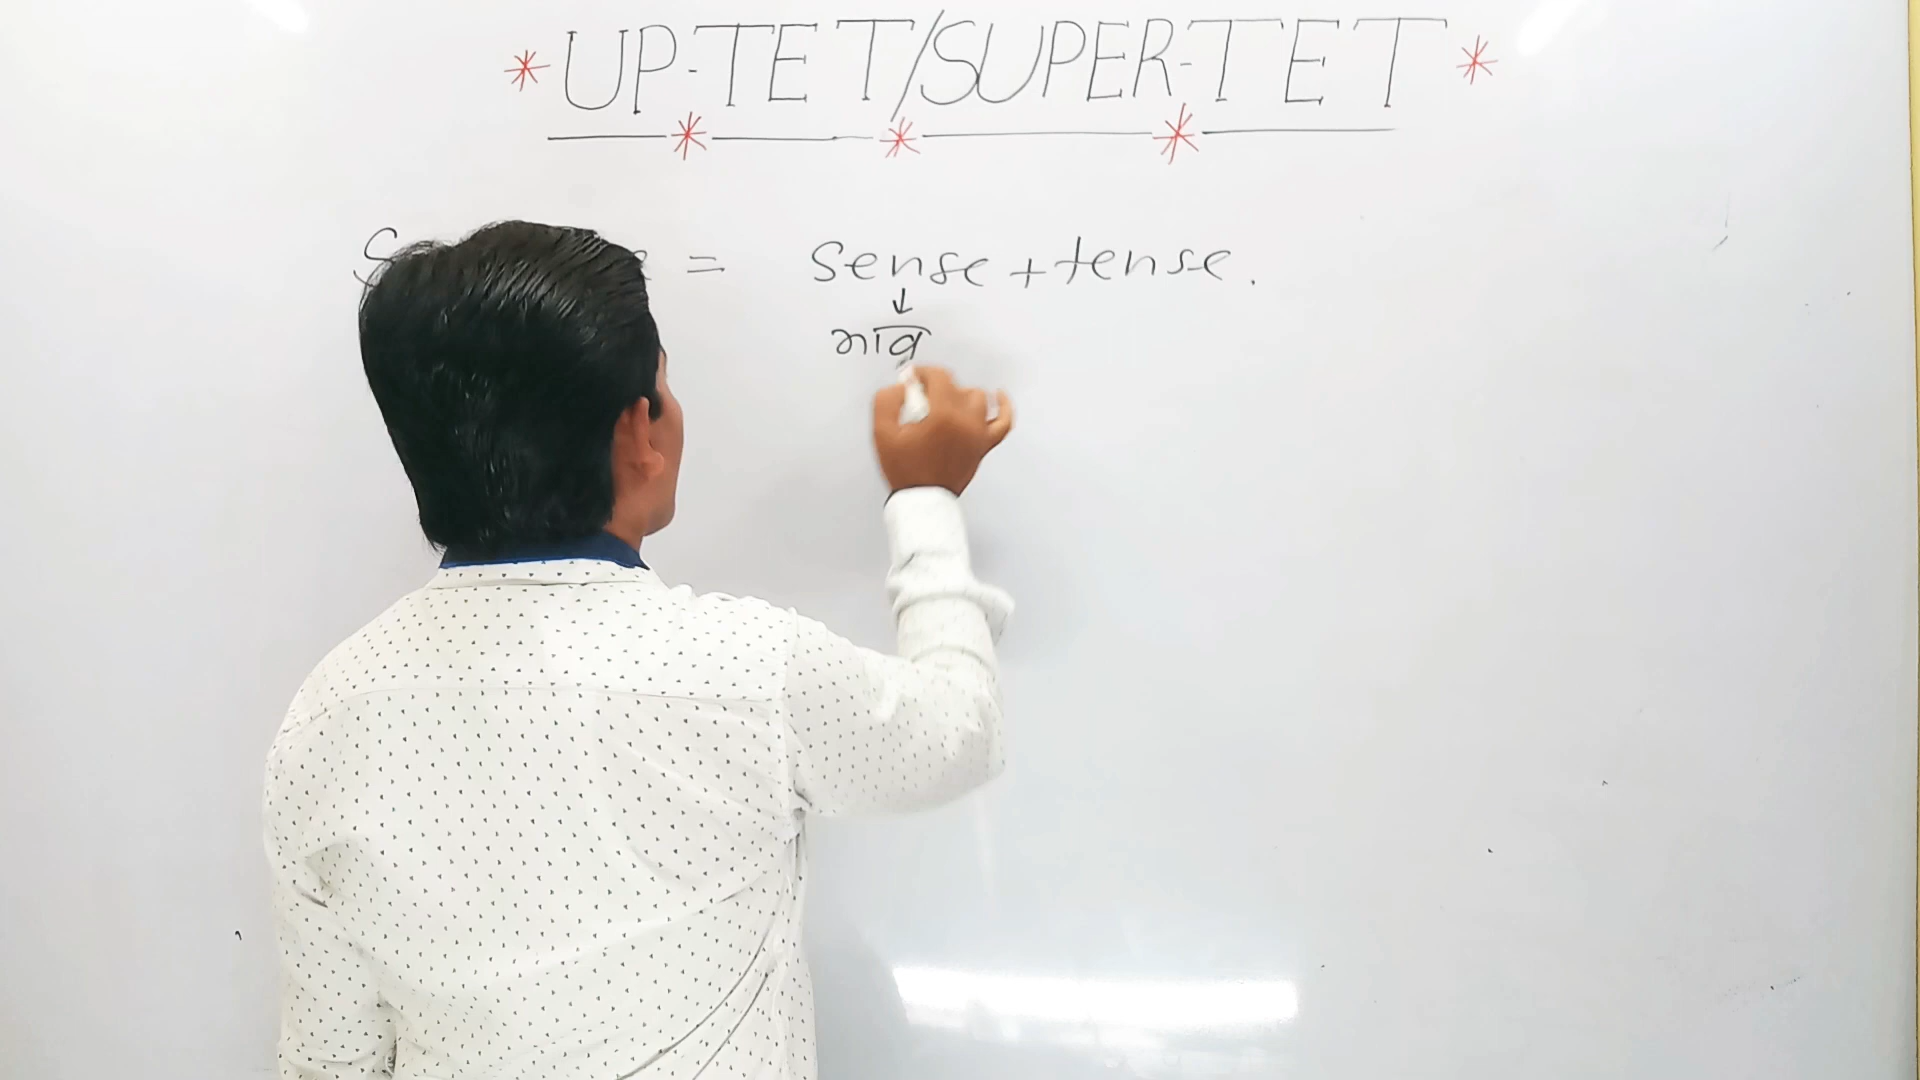 * UP-TET/SUPER-TET *
= Sense + tense.
↓
भाव